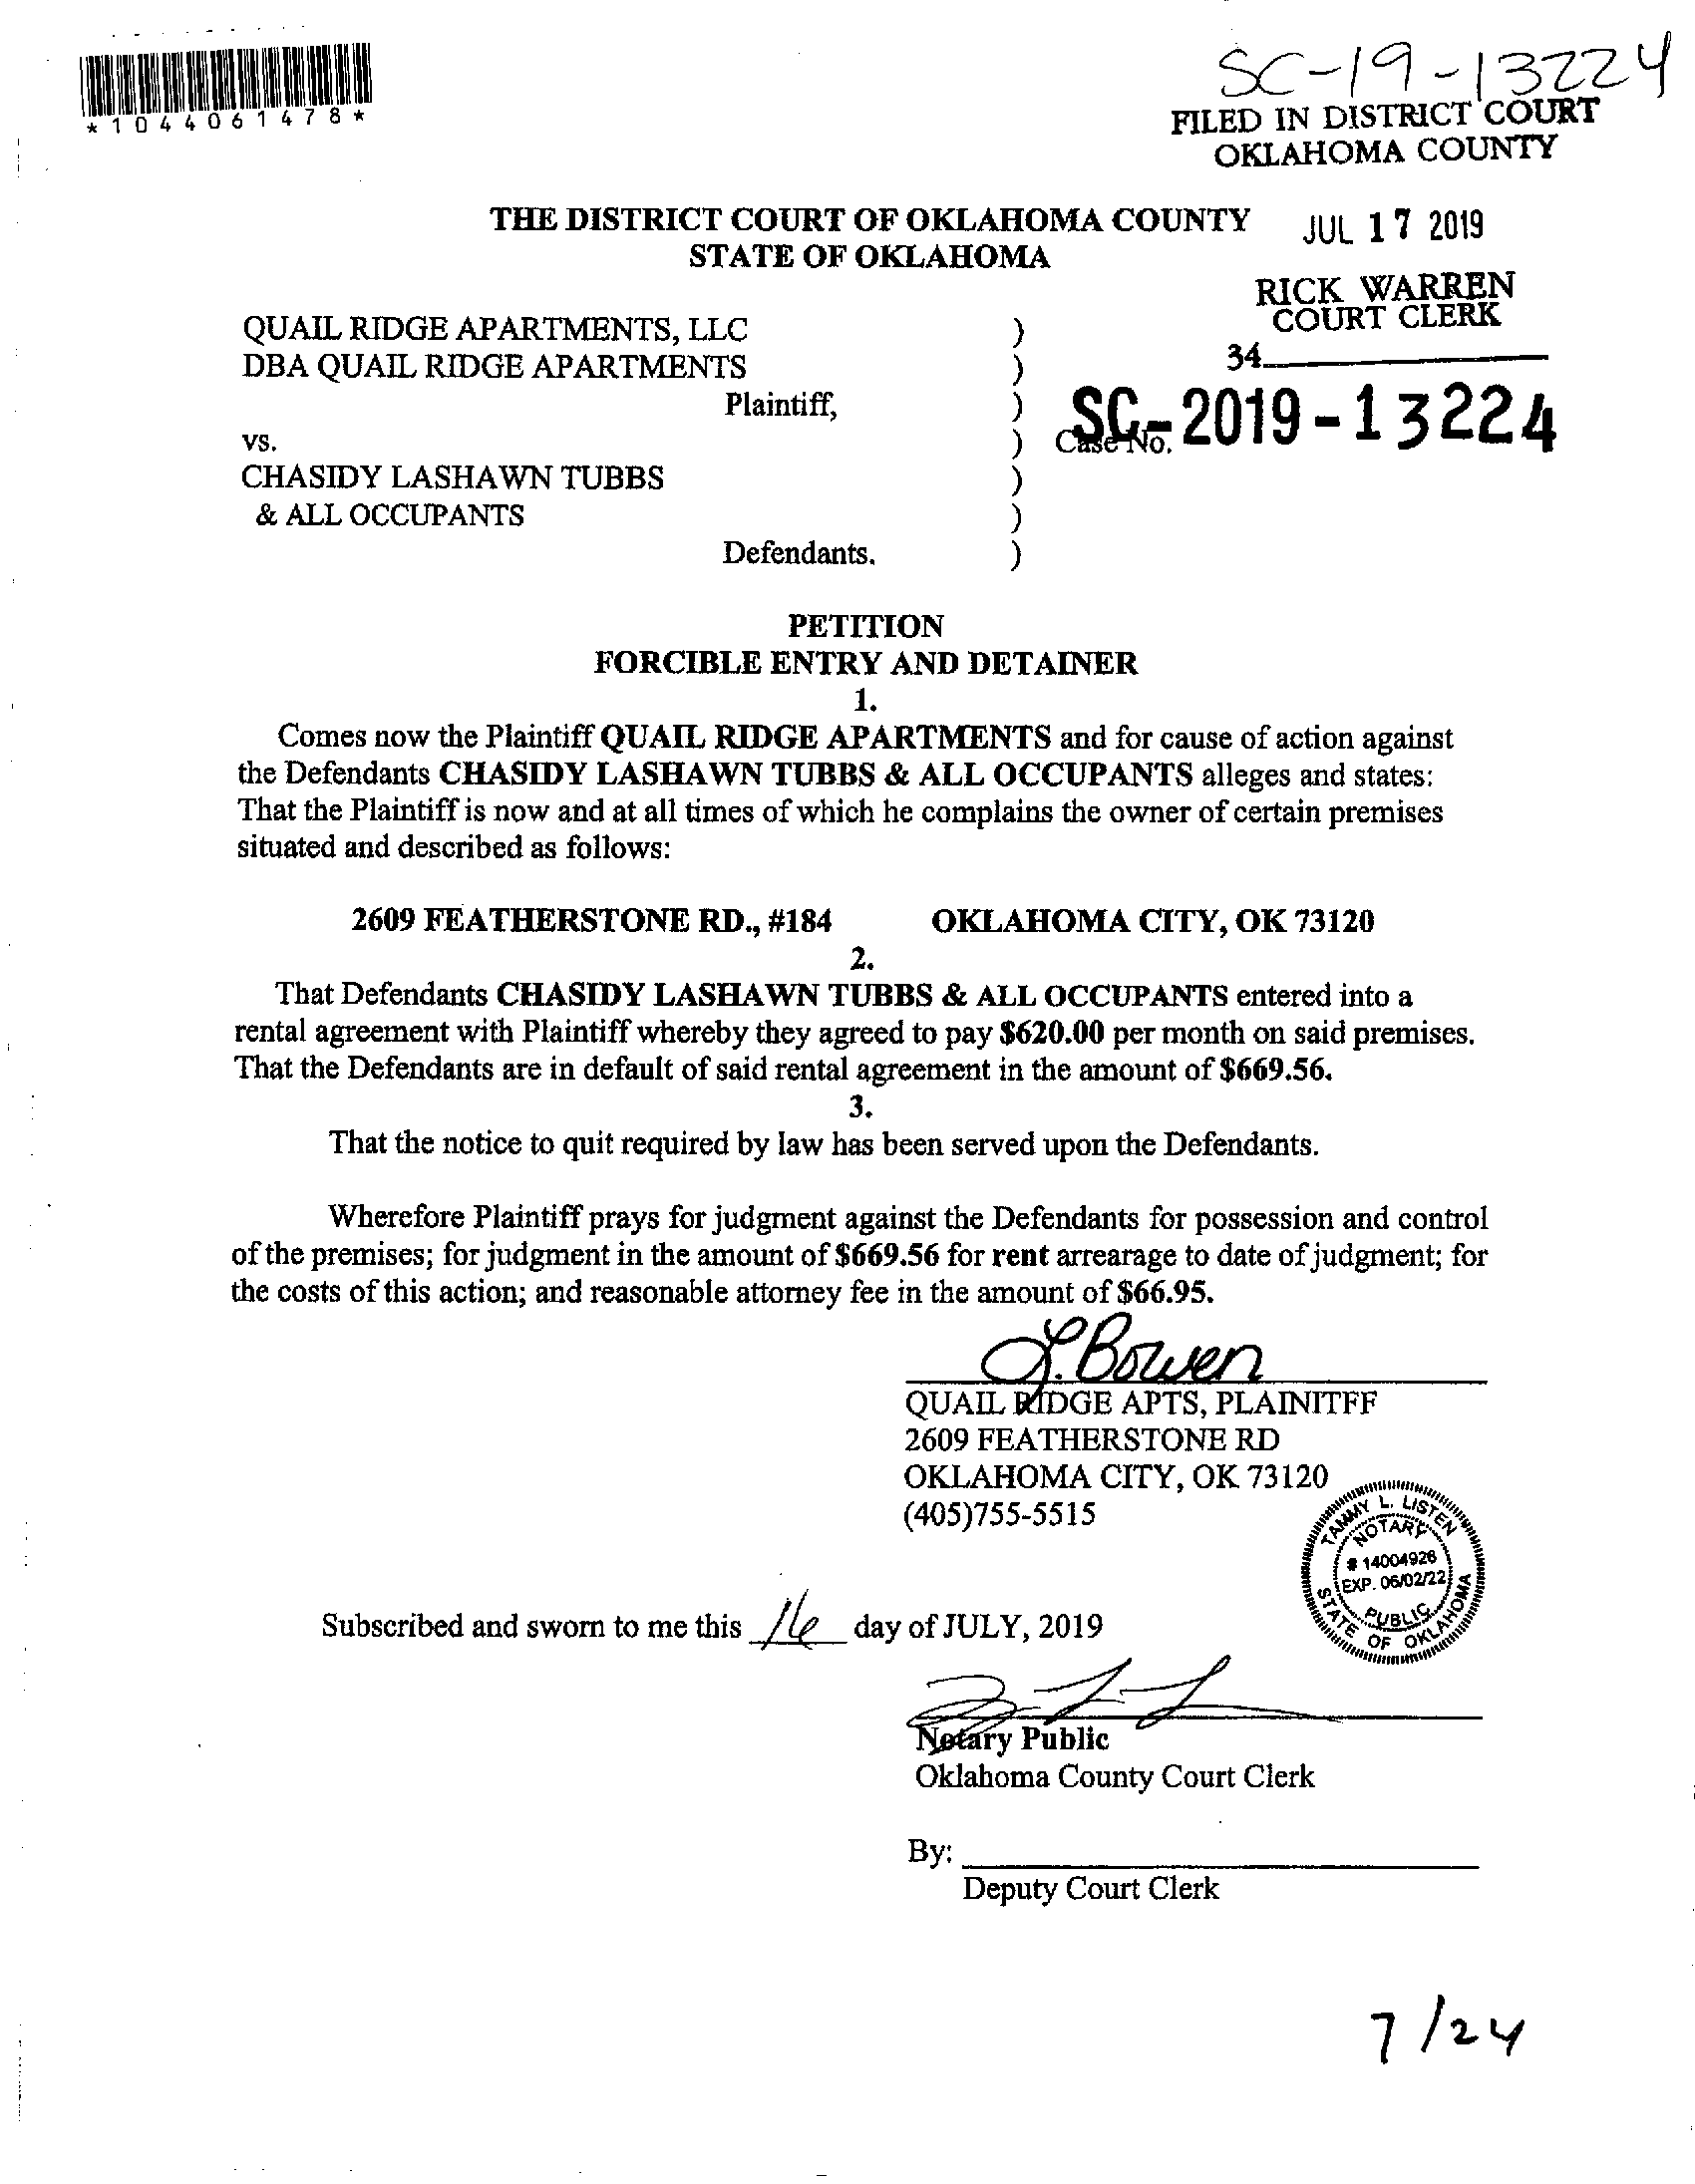 SC-19-13224
*1044061478*
FILED IN DISTRICT COURT
OKLAHOMA COUNTY
THE DISTRICT COURT OF OKLAHOMA COUNTY
JUL 17 2019
STATE OF OKLAHOMA
RICK WARREN
COURT CLERK
34
QUAIL RIDGE APARTMENTS, LLC )
DBA QUAIL RIDGE APARTMENTS )
Plaintiff, )
Case No. SC-2019-13224
vs. )
CHASIDY LASHAWN TUBBS )
& ALL OCCUPANTS )
Defendants. )
PETITION
FORCIBLE ENTRY AND DETAINER
1.
Comes now the Plaintiff QUAIL RIDGE APARTMENTS and for cause of action against
the Defendants CHASIDY LASHAWN TUBBS & ALL OCCUPANTS alleges and states:
That the Plaintiff is now and at all times of which he complains the owner of certain premises
situated and described as follows:
2609 FEATHERSTONE RD., #184 OKLAHOMA CITY, OK 73120
2.
That Defendants CHASIDY LASHAWN TUBBS & ALL OCCUPANTS entered into a
rental agreement with Plaintiff whereby they agreed to pay $620.00 per month on said premises.
That the Defendants are in default of said rental agreement in the amount of $669.56.
3.
That the notice to quit required by law has been served upon the Defendants.
Wherefore Plaintiff prays for judgment against the Defendants for possession and control
of the premises; for judgment in the amount of $669.56 for rent arrearage to date of judgment; for
the costs of this action; and reasonable attorney fee in the amount of $66.95.
L. Bowen
QUAIL RIDGE APTS, PLAINITFF
2609 FEATHERSTONE RD
OKLAHOMA CITY, OK 73120
(405)755-5515
TAMMY L. LISTEN
NOTARY
# 14004926
EXP. 06/02/22
PUBLIC
STATE OF OKLAHOMA
Subscribed and sworn to me this 16 day of JULY, 2019
Notary Public
Oklahoma County Court Clerk
By:
Deputy Court Clerk
7/24